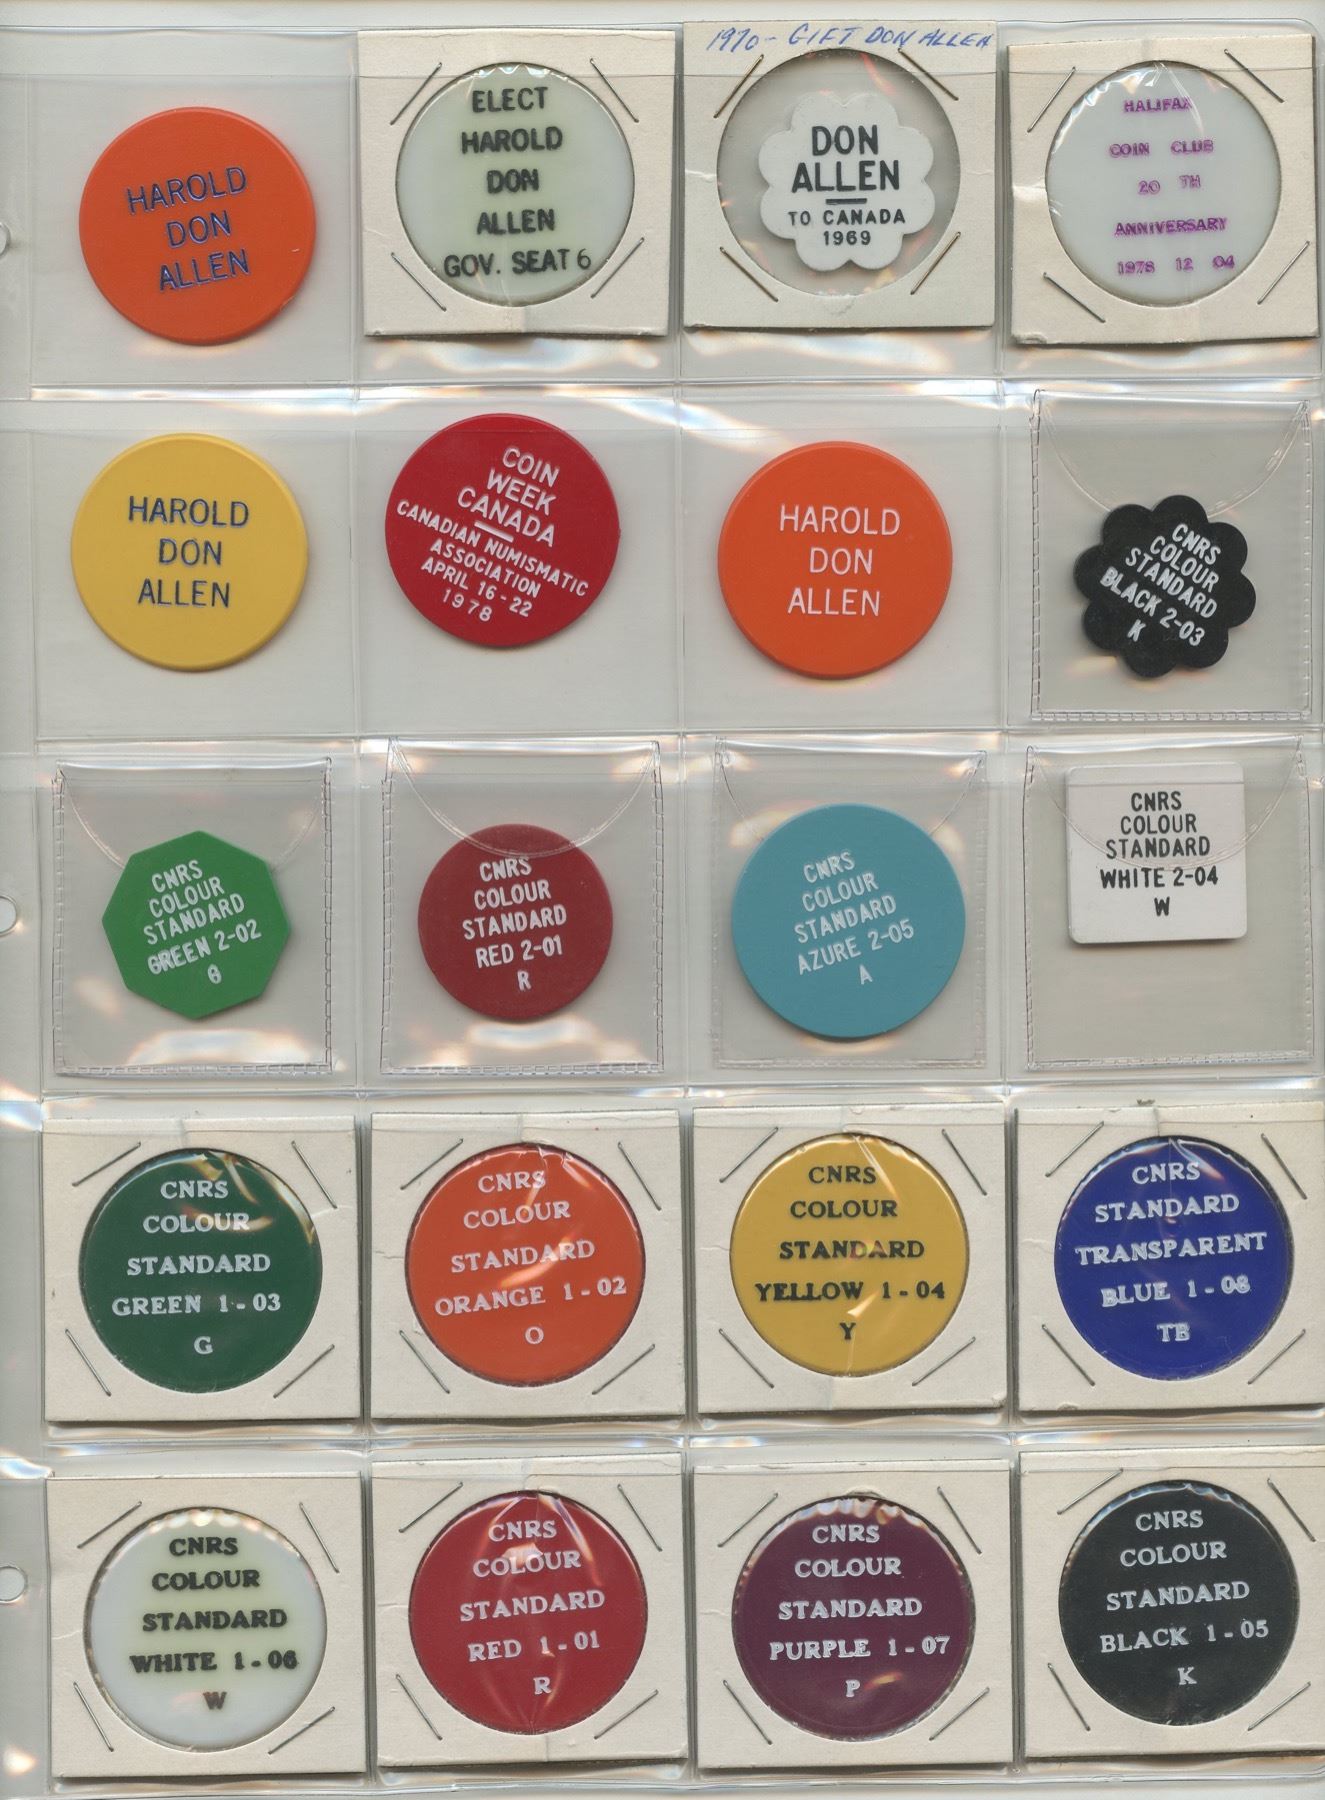 HAROLD
DON
ALLEN
ELECT
HAROLD
DON
ALLEN
GOV. SEAT 6
1970- GIFT DON ALLEN
DON
ALLEN
TO CANADA
1969
HALIFAX
COIN CLUB
20 TH
ANNIVERSARY
1978 12 04
HAROLD
DON
ALLEN
COIN
WEEK
CANADA
CANADIAN NUMISMATIC
ASSOCIATION
APRIL 16-22
1978
HAROLD
DON
ALLEN
CNRS
COLOUR
STANDARD
BLACK 2-03
K
CNRS
COLOUR
STANDARD
GREEN 2-02
G
CNRS
COLOUR
STANDARD
RED 2-01
R
CNRS
COLOUR
STANDARD
AZURE 2-05
A
CNRS
COLOUR
STANDARD
WHITE 2-04
W
CNRS
COLOUR
STANDARD
GREEN 1-03
G
CNRS
COLOUR
STANDARD
ORANGE 1-02
O
CNRS
COLOUR
STANDARD
YELLOW 1-04
Y
CNRS
STANDARD
TRANSPARENT
BLUE 1-08
TB
CNRS
COLOUR
STANDARD
WHITE 1-06
W
CNRS
COLOUR
STANDARD
RED 1-01
R
CNRS
COLOUR
STANDARD
PURPLE 1-07
P
CNRS
COLOUR
STANDARD
BLACK 1-05
K